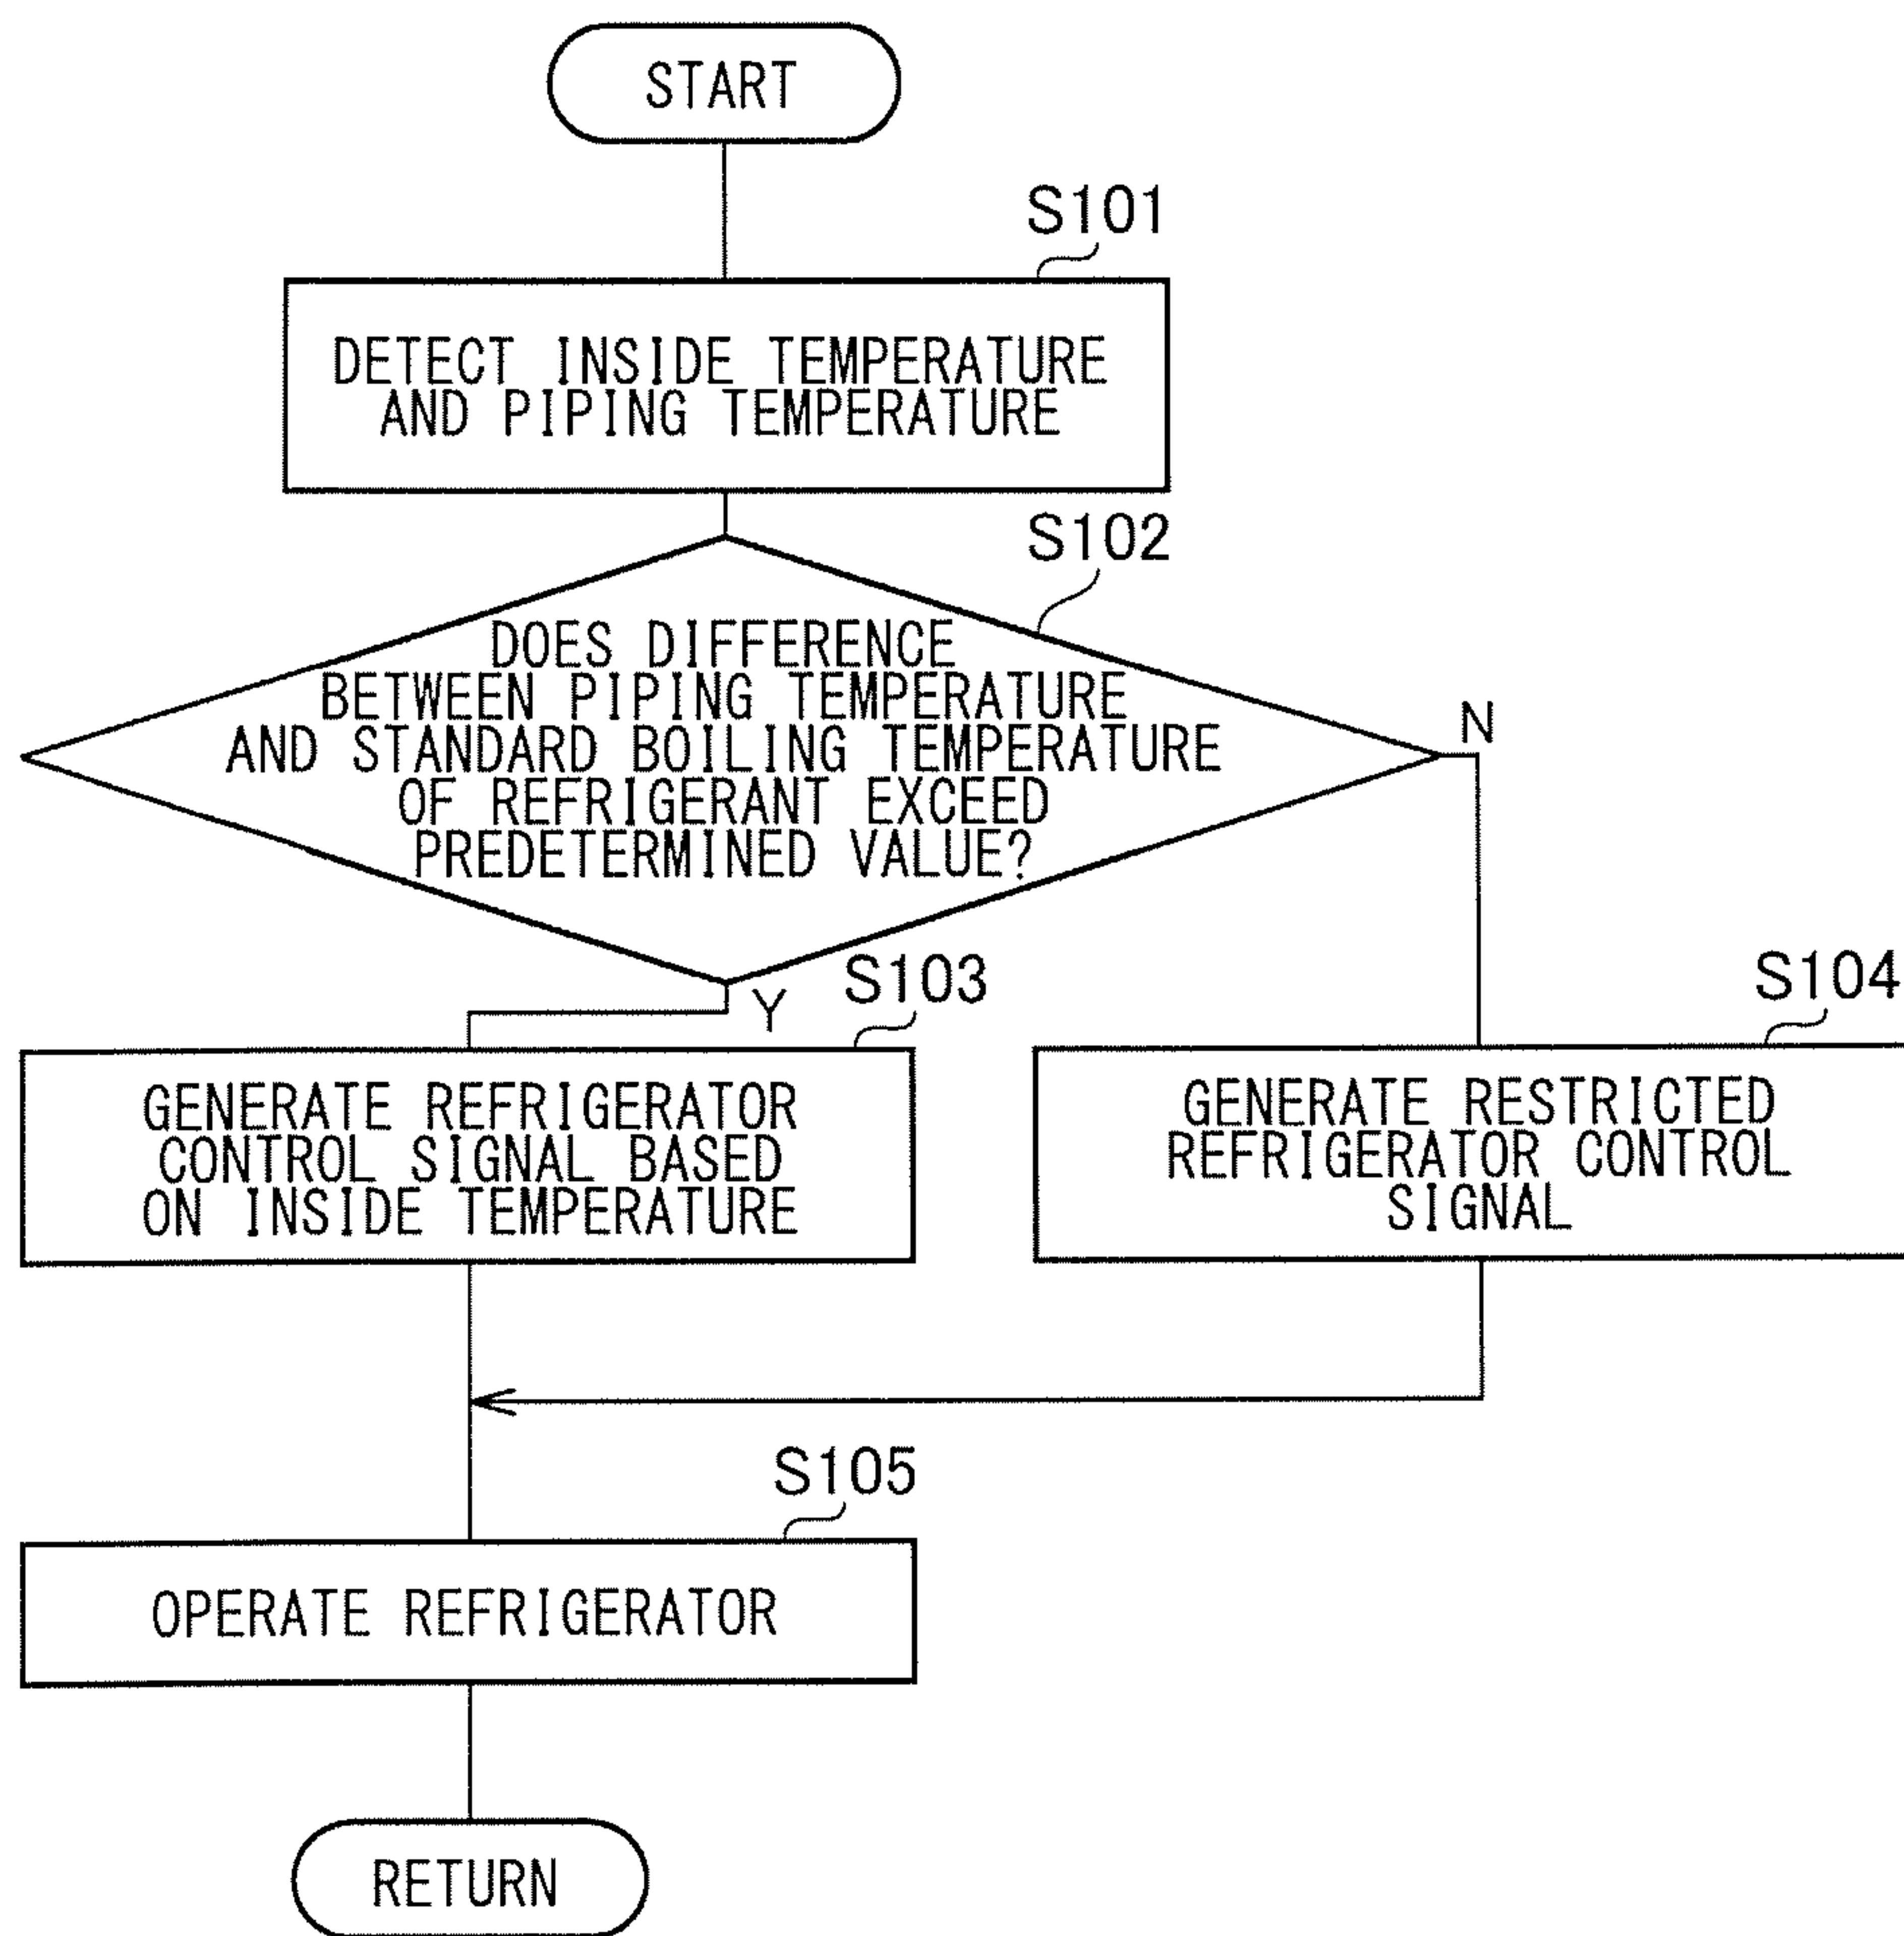 START
S101
DETECT INSIDE TEMPERATURE
AND PIPING TEMPERATURE
S102
DOES DIFFERENCE
BETWEEN PIPING TEMPERATURE
AND STANDARD BOILING TEMPERATURE
OF REFRIGERANT EXCEED
PREDETERMINED VALUE?
N
Y
S103
GENERATE REFRIGERATOR
CONTROL SIGNAL BASED
ON INSIDE TEMPERATURE
S104
GENERATE RESTRICTED
REFRIGERATOR CONTROL
SIGNAL
S105
OPERATE REFRIGERATOR
RETURN